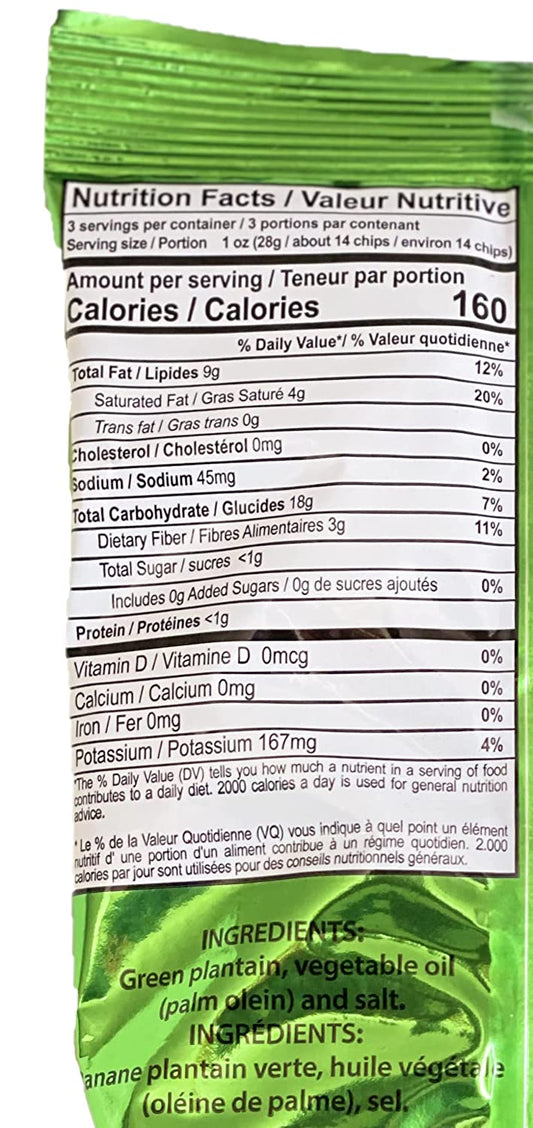 Nutrition Facts / Valeur Nutritive
3 servings per container / 3 portions par contenant
Serving size / Portion 1 oz (28g / about 14 chips / environ 14 chips)
Amount per serving / Teneur par portion
Calories / Calories 160
% Daily Value*/ % Valeur quotidienne*
Total Fat / Lipides 9g 12%
Saturated Fat / Gras Saturé 4g 20%
Trans fat / Gras trans 0g
Cholesterol / Cholestérol 0mg 0%
Sodium / Sodium 45mg 2%
Total Carbohydrate / Glucides 18g 7%
Dietary Fiber / Fibres Alimentaires 3g 11%
Total Sugar / sucres <1g
Includes 0g Added Sugars / 0g de sucres ajoutés 0%
Protein / Protéines <1g
Vitamin D / Vitamine D 0mcg 0%
Calcium / Calcium 0mg 0%
Iron / Fer 0mg 0%
Potassium / Potassium 167mg 4%
*The % Daily Value (DV) tells you how much a nutrient in a serving of food
contributes to a daily diet. 2000 calories a day is used for general nutrition
advice.
* Le % de la Valeur Quotidienne (VQ) vous indique à quel point un élément
nutritif d' une portion d'un aliment contribue à un régime quotidien. 2.000
calories par jour sont utilisées pour des conseils nutritionnels généraux.
INGREDIENTS:
Green plantain, vegetable oil
(palm olein) and salt.
INGRÉDIENTS:
Banane plantain verte, huile végétale
(oléine de palme), sel.